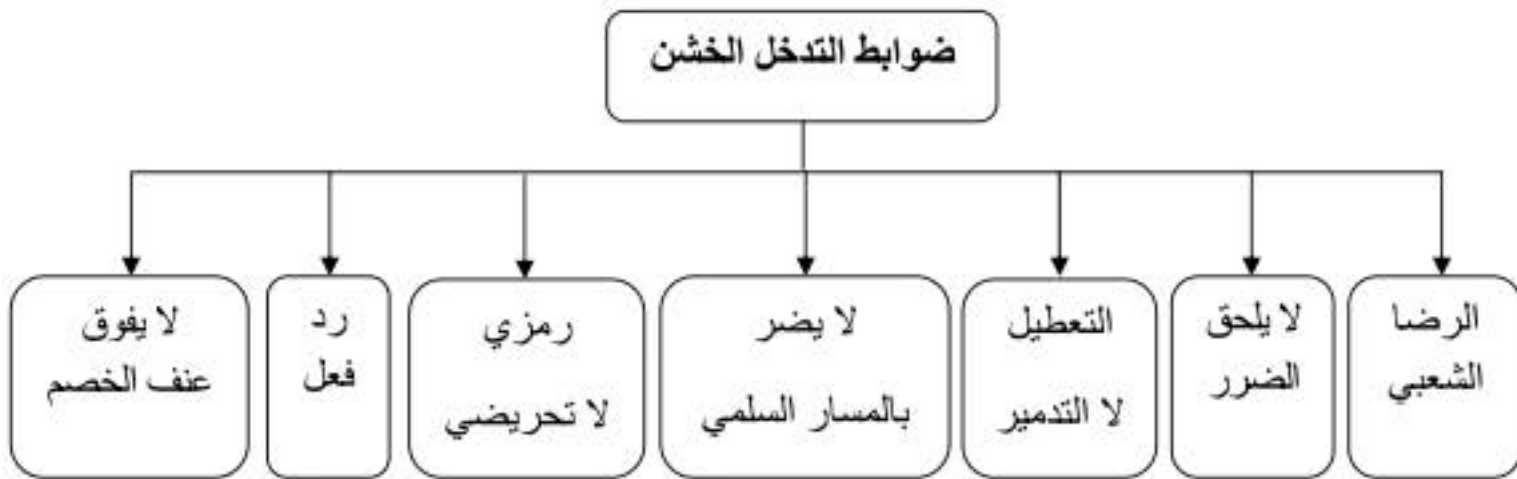 ضوابط التدخل الخشن
الرضا
الشعبي
لا يلحق
الضرر
التعطيل
لا التدمير
لا يضر
بالمسار السلمي
رمزي
لا تحريضي
رد
فعل
لا يفوق
عنف الخصم